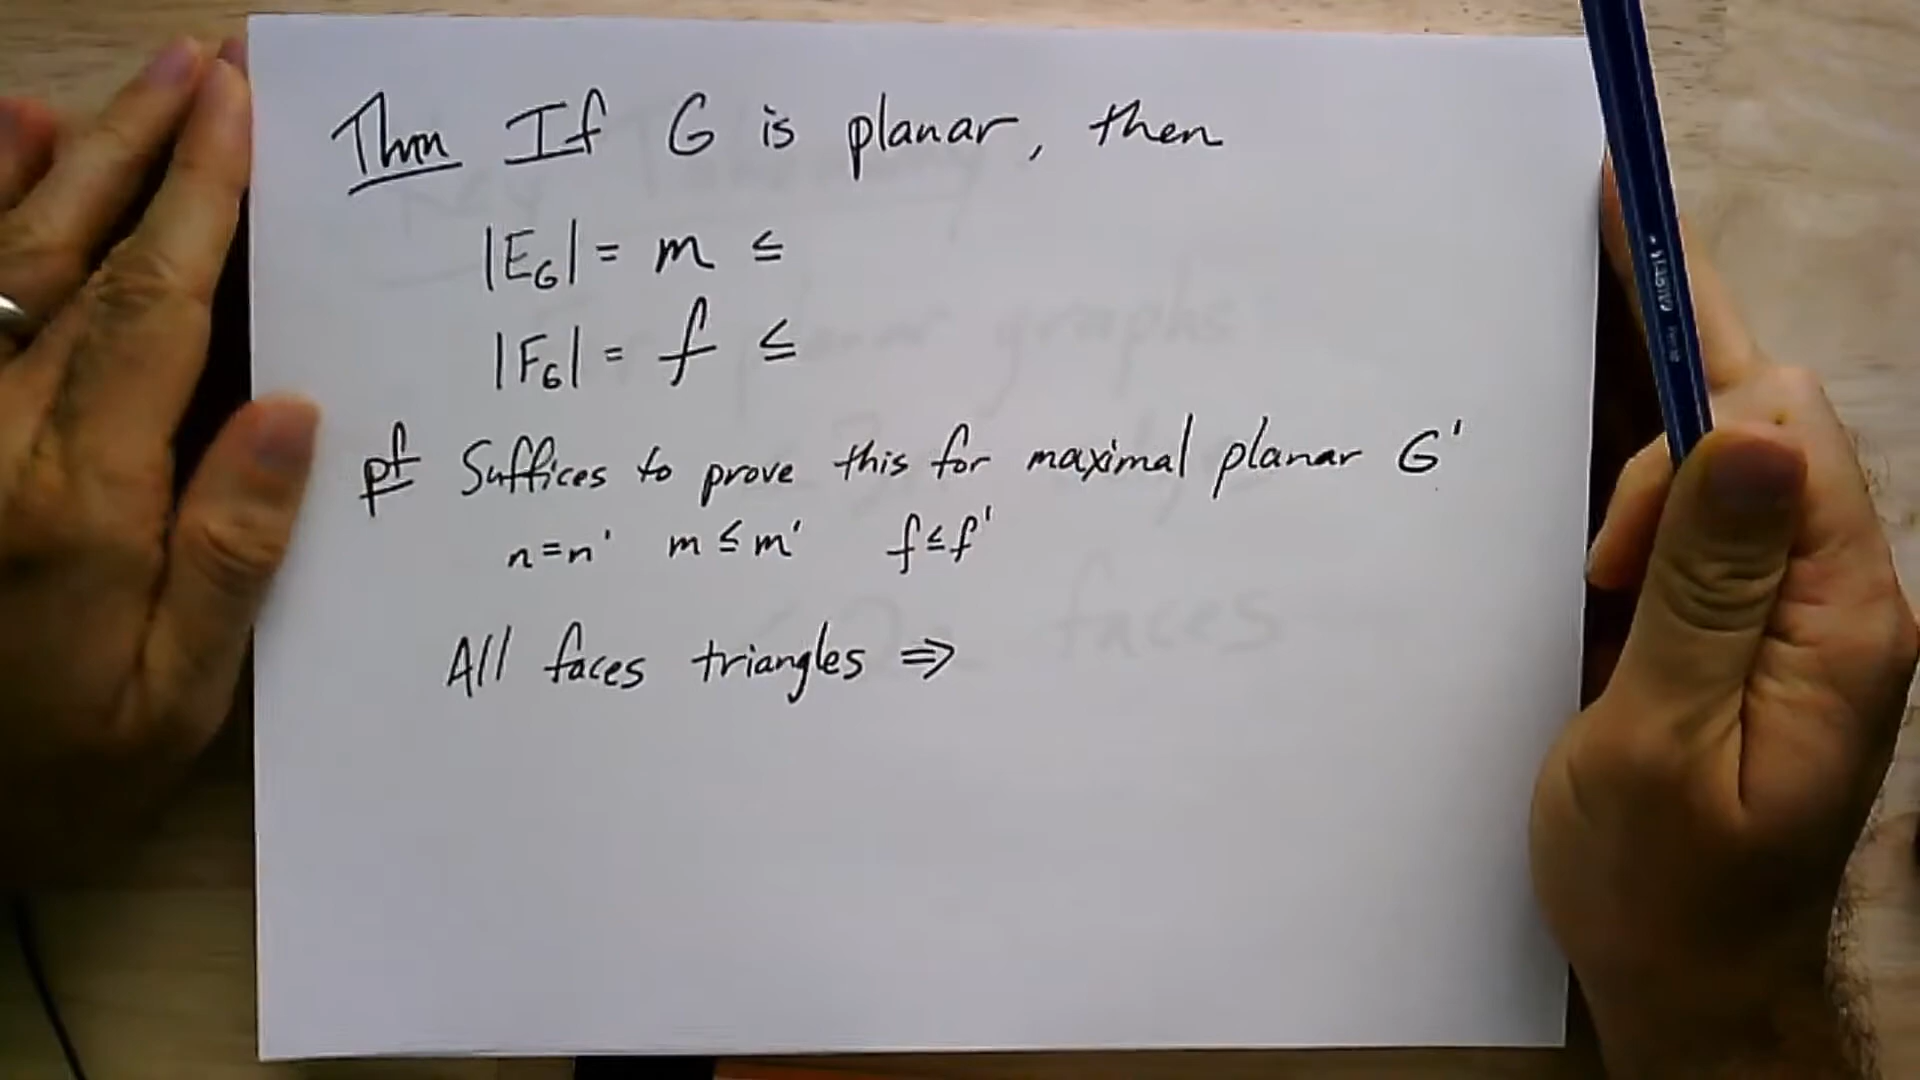 Thm If G is planar, then
|E_G| = m ≤
|F_G| = f ≤
pf Suffices to prove this for maximal planar G'
n = n' m ≤ m' f ≤ f'
All faces triangles ⇒